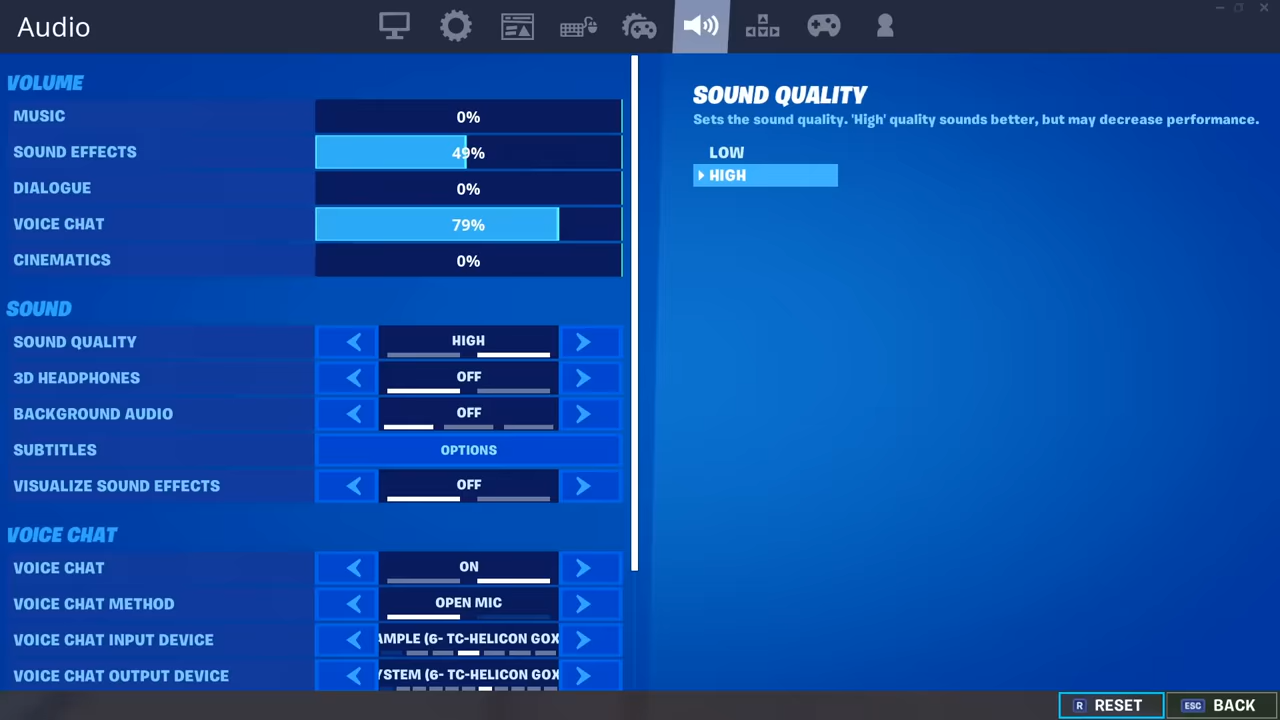 Audio
VOLUME
MUSIC 0%
SOUND EFFECTS 49%
DIALOGUE 0%
VOICE CHAT 79%
CINEMATICS 0%
SOUND
SOUND QUALITY HIGH
3D HEADPHONES OFF
BACKGROUND AUDIO OFF
SUBTITLES OPTIONS
VISUALIZE SOUND EFFECTS OFF
VOICE CHAT
VOICE CHAT ON
VOICE CHAT METHOD OPEN MIC
VOICE CHAT INPUT DEVICE AMPLE (6- TC-HELICON GOX
VOICE CHAT OUTPUT DEVICE YSTEM (6- TC-HELICON GOX
SOUND QUALITY
Sets the sound quality. 'High' quality sounds better, but may decrease performance.
LOW
HIGH
R RESET
ESC BACK